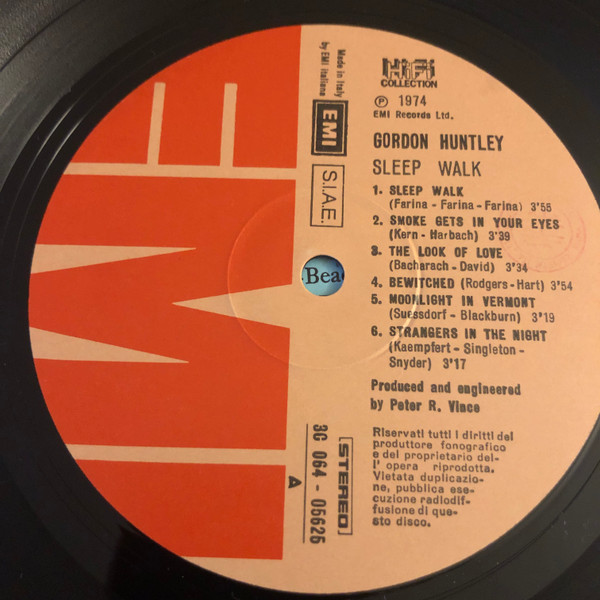 HiFi
COLLECTION
℗ 1974
EMI Records Ltd.
Made in Italy
by EMI italiana
EMI
S.I.A.E.
GORDON HUNTLEY
SLEEP WALK
1. SLEEP WALK
(Farina - Farina - Farina) 3'55
2. SMOKE GETS IN YOUR EYES
(Kern - Harbach) 3'39
3. THE LOOK OF LOVE
(Bacharach - David) 3'34
4. BEWITCHED (Rodgers - Hart) 3'54
5. MOONLIGHT IN VERMONT
(Suessdorf - Blackburn) 3'19
6. STRANGERS IN THE NIGHT
(Kaempfert - Singleton -
Snyder) 3'17
Produced and engineered
by Peter R. Vince
Riservati tutti i diritti del
produttore fonografico
e del proprietario del-
l' opera riprodotta.
Vietata duplicazio-
ne, pubblica ese-
cuzione radiodif-
fusione di que-
sto disco.
STEREO
3C 064 - 05625
A
EMI
Bea